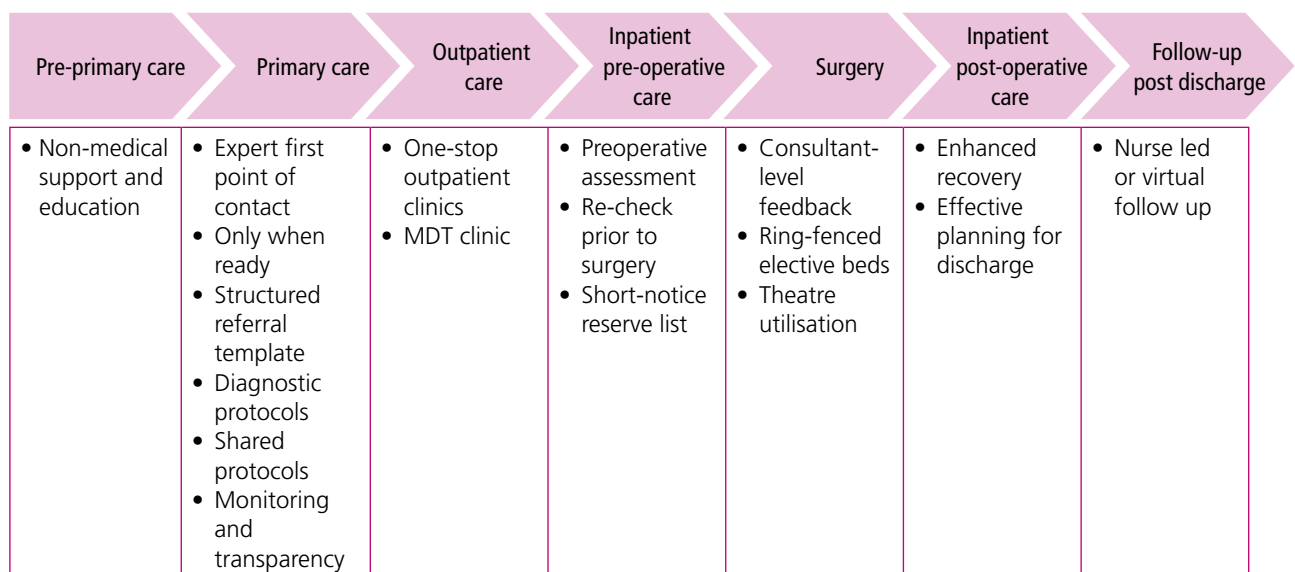 Pre-primary care
Primary care
Outpatient
care
Inpatient
pre-operative
care
Surgery
Inpatient
post-operative
care
Follow-up
post discharge
• Non-medical
support and
education
• Expert first
point of
contact
• Only when
ready
• Structured
referral
template
• Diagnostic
protocols
• Shared
protocols
• Monitoring
and
transparency
• One-stop
outpatient
clinics
• MDT clinic
• Preoperative
assessment
• Re-check
prior to
surgery
• Short-notice
reserve list
• Consultant-
level
feedback
• Ring-fenced
elective beds
• Theatre
utilisation
• Enhanced
recovery
• Effective
planning for
discharge
• Nurse led
or virtual
follow up